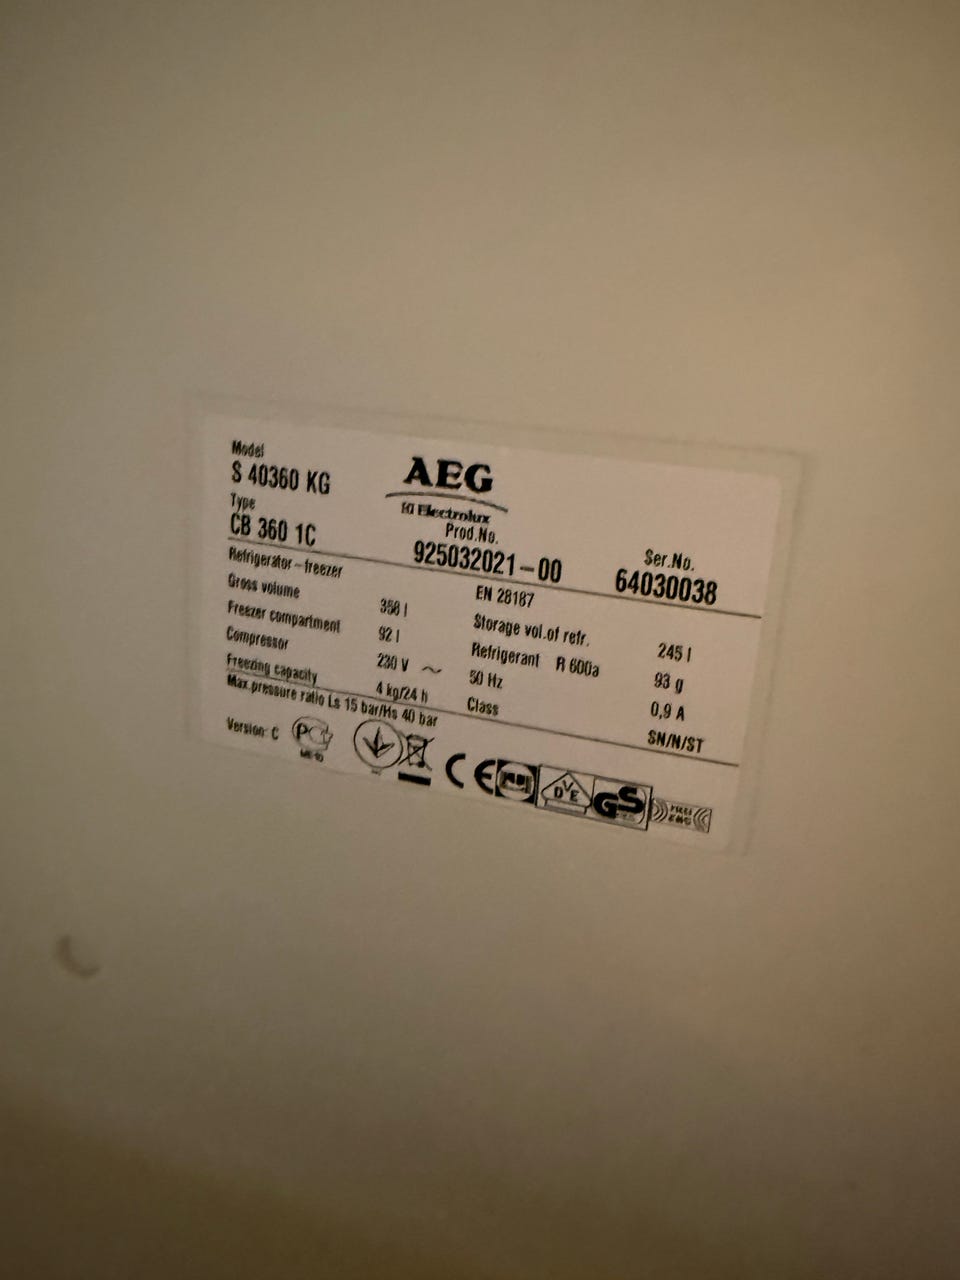 Model
S 40360 KG
Type
CB 360 1C
AEG
Electrolux
Prod.No.
925032021-00
Ser.No.
64030038
Refrigerator-freezer EN 28187
Gross volume 358 l Storage vol.of refr. 245 l
Freezer compartment 92 l Refrigerant R 600a 93 g
Compressor 230 V ~ 50 Hz 0,9 A
Freezing capacity 4 kg/24 h Class SN/N/ST
Max.pressure ratio Ls 15 bar/Hs 40 bar
Version: C
CE
DVE
GS